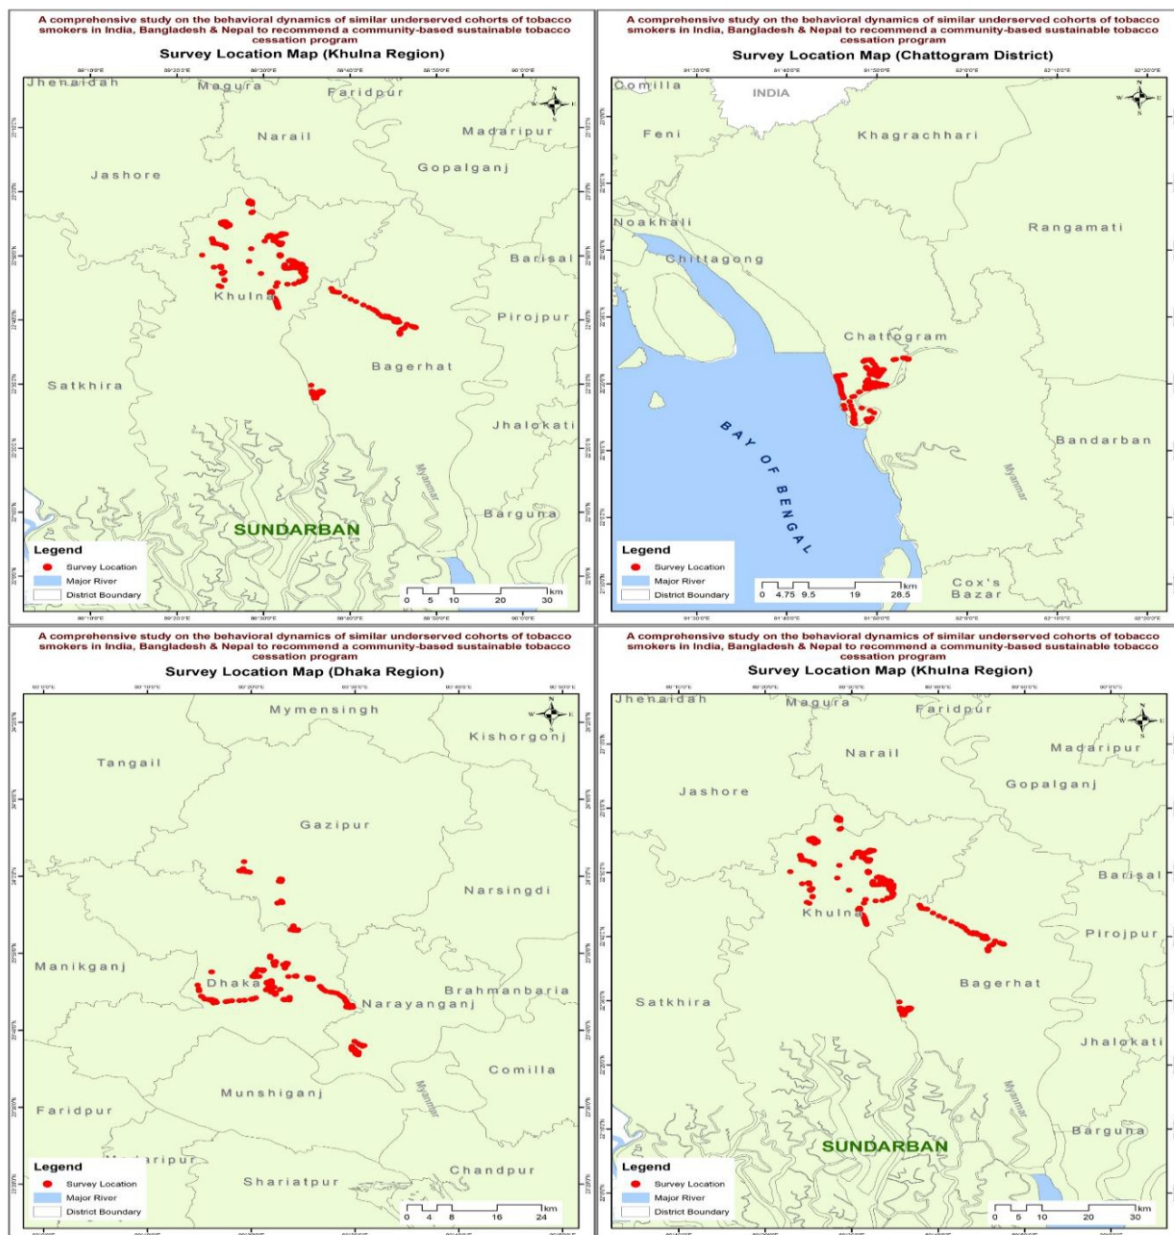 A comprehensive study on the behavioral dynamics of similar underserved cohorts of tobacco
smokers in India, Bangladesh & Nepal to recommend a community-based sustainable tobacco
cessation program
Survey Location Map (Khulna Region)
Jhenaidah
Magura
Faridpur
Narail
Madaripur
Gopalganj
Jashore
Barisal
Khulna
Pirojpur
Bagerhat
Satkhira
Jhalokati
Myanmar
Barguna
SUNDARBAN
N
W
E
S
Legend
Survey Location
Major River
District Boundary
km
0 5 10 20 30
A comprehensive study on the behavioral dynamics of similar underserved cohorts of tobacco
smokers in India, Bangladesh & Nepal to recommend a community-based sustainable tobacco
cessation program
Survey Location Map (Chattogram District)
Comilla
INDIA
Feni
Khagrachhari
Noakhali
Rangamati
Chittagong
Chattogram
BAY OF BENGAL
Bandarban
Myanmar
Cox's
Bazar
N
W
E
S
Legend
Survey Location
Major River
District Boundary
km
0 4.75 9.5 19 28.5
A comprehensive study on the behavioral dynamics of similar underserved cohorts of tobacco
smokers in India, Bangladesh & Nepal to recommend a community-based sustainable tobacco
cessation program
Survey Location Map (Dhaka Region)
Mymensingh
Kishorgonj
Tangail
Gazipur
Narsingdi
Manikganj
Dhaka
Brahmanbaria
Narayanganj
Comilla
Munshiganj
Myanmar
Faridpur
Chandpur
Shariatpur
N
W
E
S
Legend
Survey Location
Major River
District Boundary
km
0 4 8 16 24
A comprehensive study on the behavioral dynamics of similar underserved cohorts of tobacco
smokers in India, Bangladesh & Nepal to recommend a community-based sustainable tobacco
cessation program
Survey Location Map (Khulna Region)
Jhenaidah
Magura
Faridpur
Narail
Madaripur
Gopalganj
Jashore
Barisal
Khulna
Pirojpur
Bagerhat
Satkhira
Jhalokati
Myanmar
Barguna
SUNDARBAN
N
W
E
S
Legend
Survey Location
Major River
District Boundary
km
0 5 10 20 30